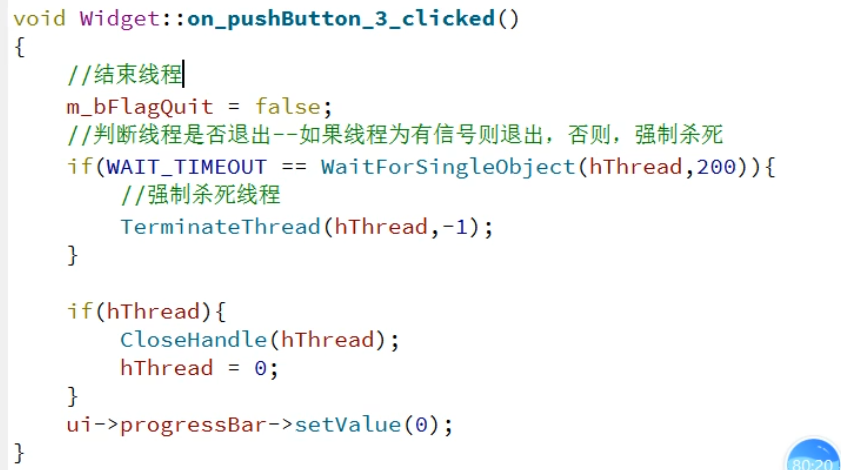 void Widget::on_pushButton_3_clicked()
{
//结束线程
m_bFlagQuit = false;
//判断线程是否退出--如果线程为有信号则退出，否则，强制杀死
if(WAIT_TIMEOUT == WaitForSingleObject(hThread,200)){
//强制杀死线程
TerminateThread(hThread,-1);
}
if(hThread){
CloseHandle(hThread);
hThread = 0;
}
ui->progressBar->setValue(0);
}
80:20